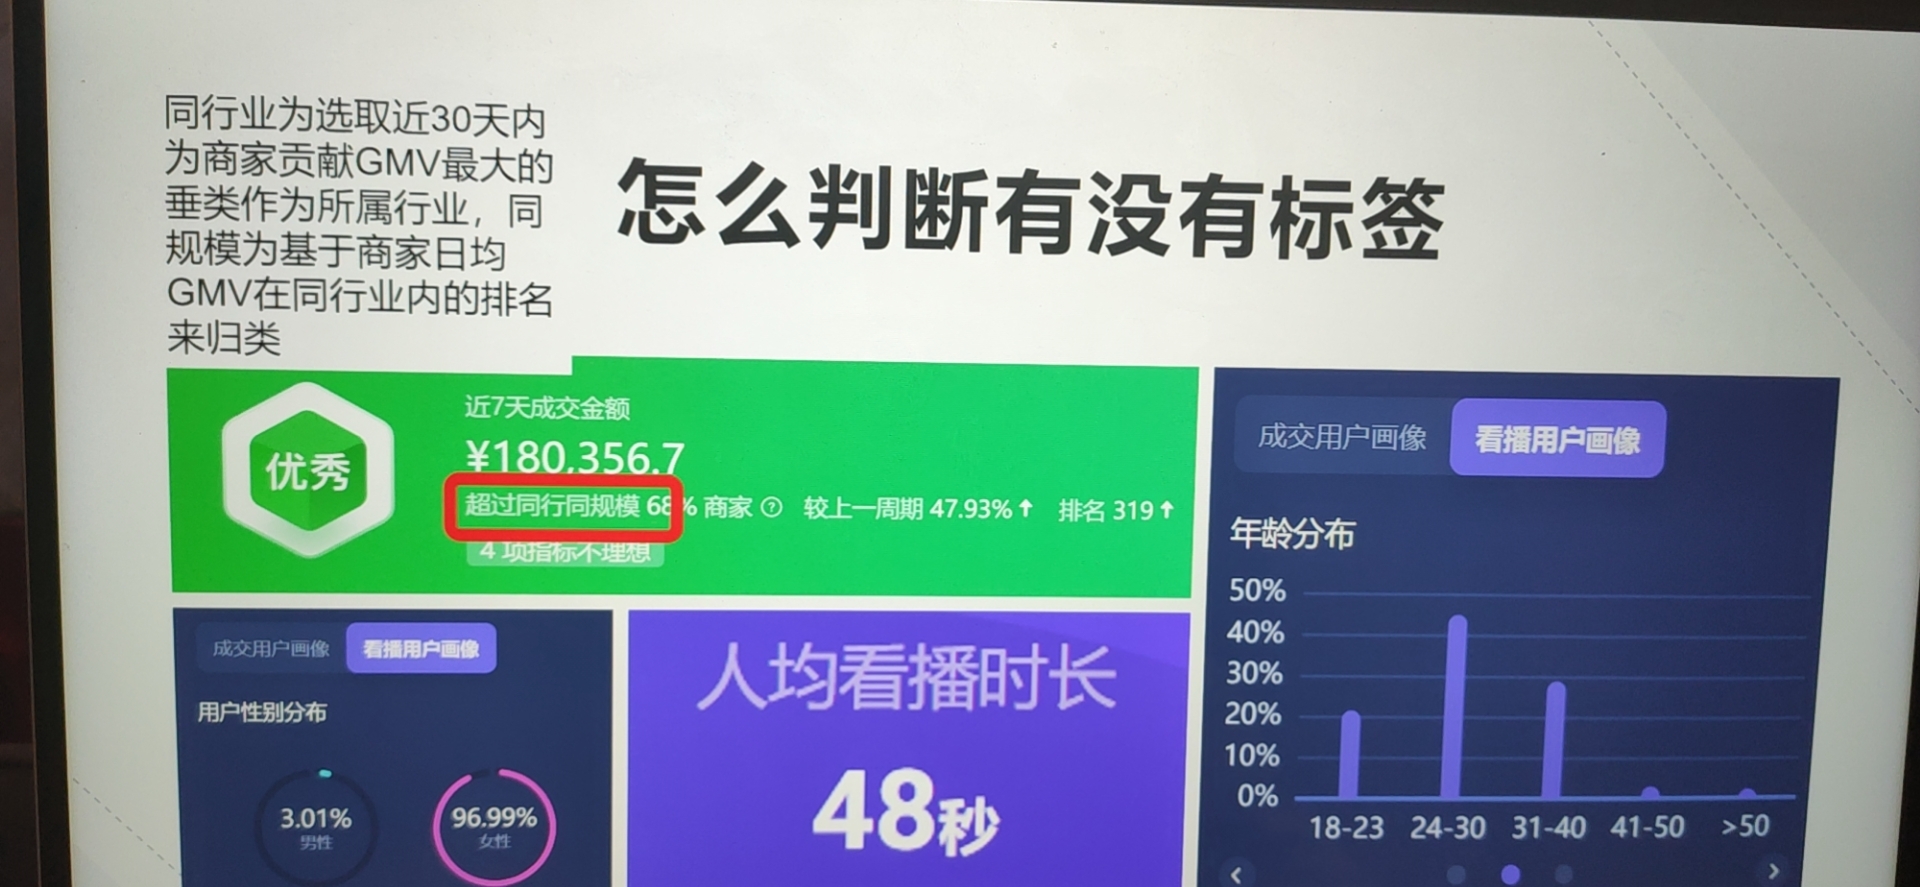 同行业为选取近30天内
为商家贡献GMV最大的
垂类作为所属行业，同
规模为基于商家日均
GMV在同行业内的排名
来归类
怎么判断有没有标签
优秀
近7天成交金额
¥180,356.7
超过同行同规模 68% 商家 ? 较上一周期 47.93% ↑ 排名 319 ↑
4 项指标不理想
成交用户画像 看播用户画像
用户性别分布
3.01%
男性
96.99%
女性
人均看播时长
48秒
成交用户画像 看播用户画像
年龄分布
50%
40%
30%
20%
10%
0%
18-23 24-30 31-40 41-50 >50